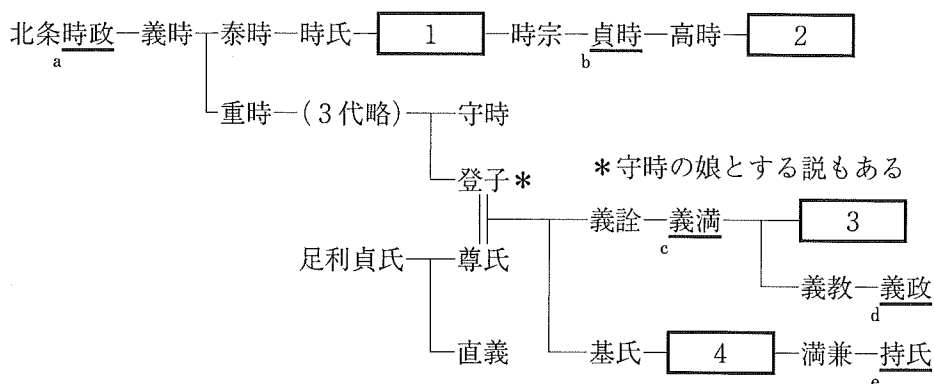 北条時政 義時 泰時 時氏 1 時宗 貞時 高時 2
a b
重時 (3代略) 守時
登子* *守時の娘とする説もある
義詮 義満 3
c
足利貞氏 尊氏
義教 義政
d
直義 基氏 4 満兼 持氏
e